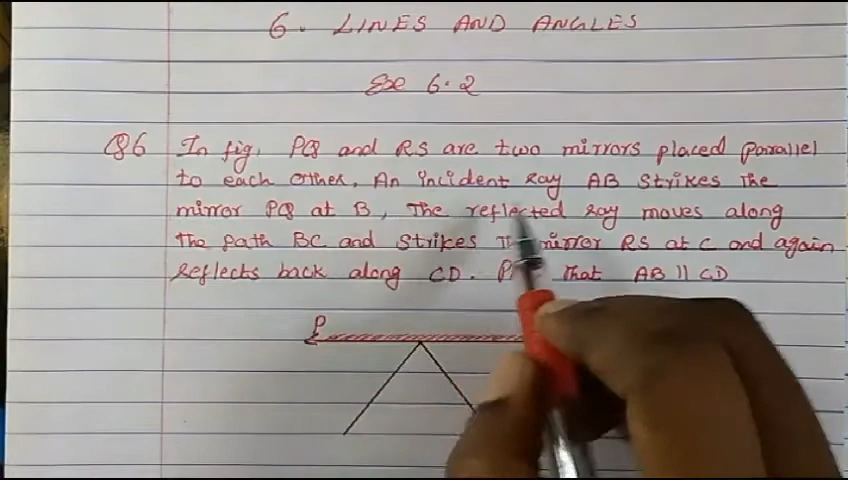 6. LINES AND ANGLES
Exe 6.2
Q6 In fig, PQ and RS are two mirrors placed parallel
to each other. An incident ray AB strikes the
mirror PQ at B, The reflected ray moves along
the path BC and strikes mirror RS at C and again
reflects back along CD. That AB || CD
P